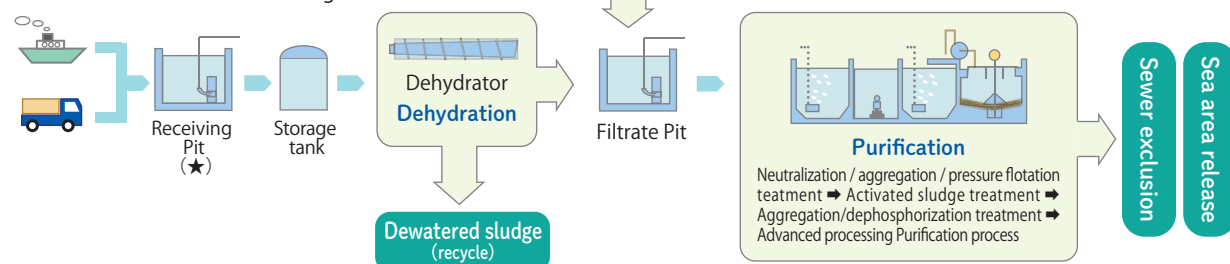 Receiving
Pit
(★)
Storage
tank
Dehydrator
Dehydration
Dewatered sludge
(recycle)
Filtrate Pit
Purification
Neutralization / aggregation / pressure flotation
teatment ➡ Activated sludge treatment ➡
Aggregation/dephosphorization treatment ➡
Advanced processing Purification process
Sewer exclusion
Sea area release